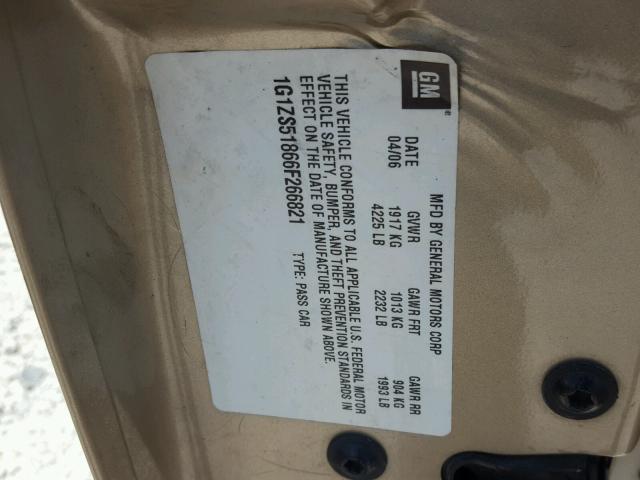 GM
MFD BY GENERAL MOTORS CORP
DATE GVWR GAWR FRT GAWR RR
04/06 1917 KG 1013 KG 904 KG
4225 LB 2232 LB 1993 LB
THIS VEHICLE CONFORMS TO ALL APPLICABLE U.S. FEDERAL MOTOR
VEHICLE SAFETY, BUMPER, AND THEFT PREVENTION STANDARDS IN
EFFECT ON THE DATE OF MANUFACTURE SHOWN ABOVE.
1G1ZS51866F266821 TYPE: PASS CAR